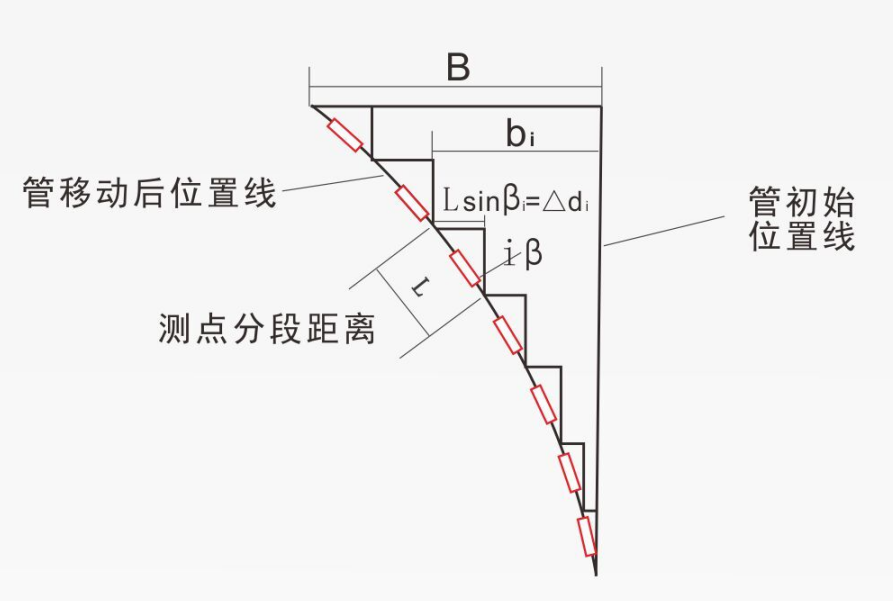 B
bi
管移动后位置线
Lsinβi=△di
管初始
位置线
iβ
L
测点分段距离